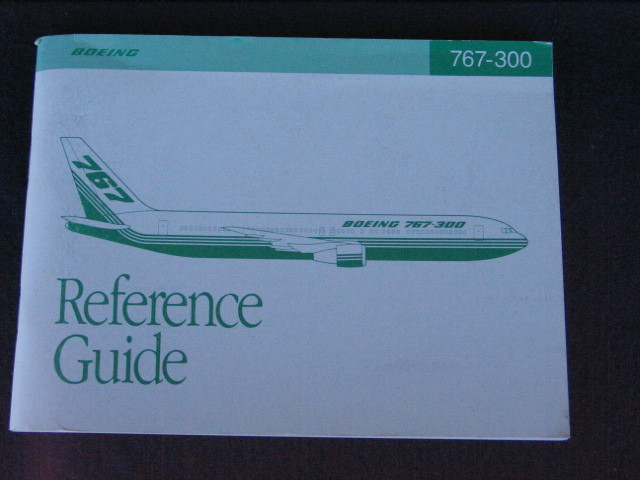 BOEING
767-300
767
BOEING 767-300
Reference
Guide